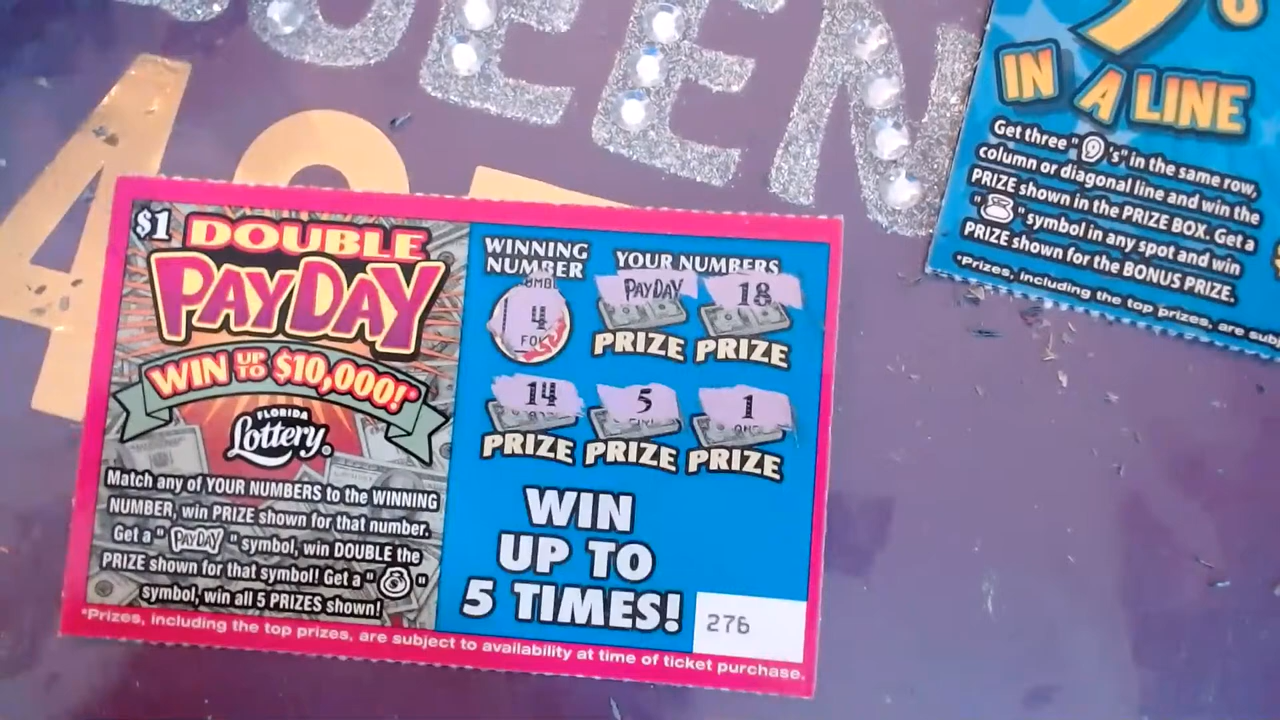 QUEEN
$1
DOUBLE
PAYDAY
WIN UP TO $10,000!*
FLORIDA
Lottery®
Match any of YOUR NUMBERS to the WINNING
NUMBER, win PRIZE shown for that number.
Get a " PAYDAY " symbol, win DOUBLE the
PRIZE shown for that symbol! Get a " "
symbol, win all 5 PRIZES shown!
*Prizes, including the top prizes, are subject to availability at time of ticket purchase.
WINNING
NUMBER
4
YOUR NUMBERS
PAYDAY 18
PRIZE PRIZE
14 5 1
PRIZE PRIZE PRIZE
WIN
UP TO
5 TIMES!
276
IN A LINE
Get three "9's" in the same row,
column or diagonal line and win the
PRIZE shown in the PRIZE BOX. Get a
" " symbol in any spot and win
PRIZE shown for the BONUS PRIZE.
*Prizes, including the top prizes, are